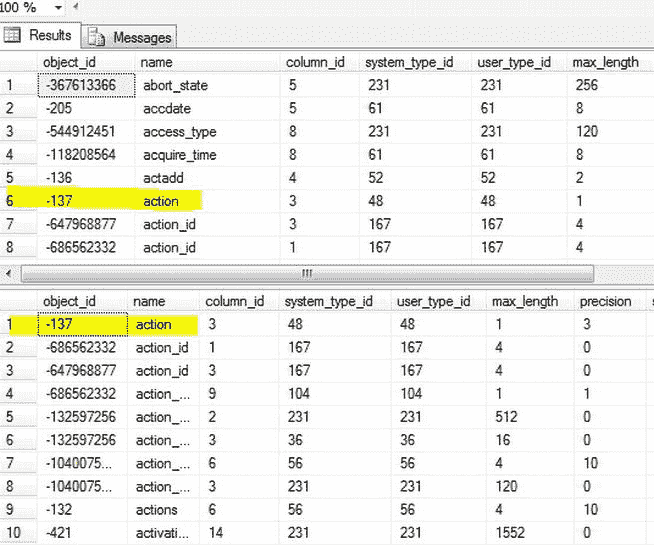 100 %
Results Messages
object_id name column_id system_type_id user_type_id max_length
1 -367613366 abort_state 5 231 231 256
2 -205 accdate 5 61 61 8
3 -544912451 access_type 8 231 231 120
4 -118208564 acquire_time 8 61 61 8
5 -136 actadd 4 52 52 2
6 -137 action 3 48 48 1
7 -647968877 action_id 3 167 167 4
8 -686562332 action_id 1 167 167 4
object_id name column_id system_type_id user_type_id max_length precision s
1 -137 action 3 48 48 1 3
2 -686562332 action_id 1 167 167 4 0
3 -647968877 action_id 3 167 167 4 0
4 -686562332 action_... 9 104 104 1 1
5 -132597256 action_... 2 231 231 512 0
6 -132597256 action_... 3 36 36 16 0
7 -1040075... action_... 6 56 56 4 10
8 -1040075... action_... 3 231 231 120 0
9 -132 actions 6 56 56 4 10
10 -421 activati... 14 231 231 1552 0